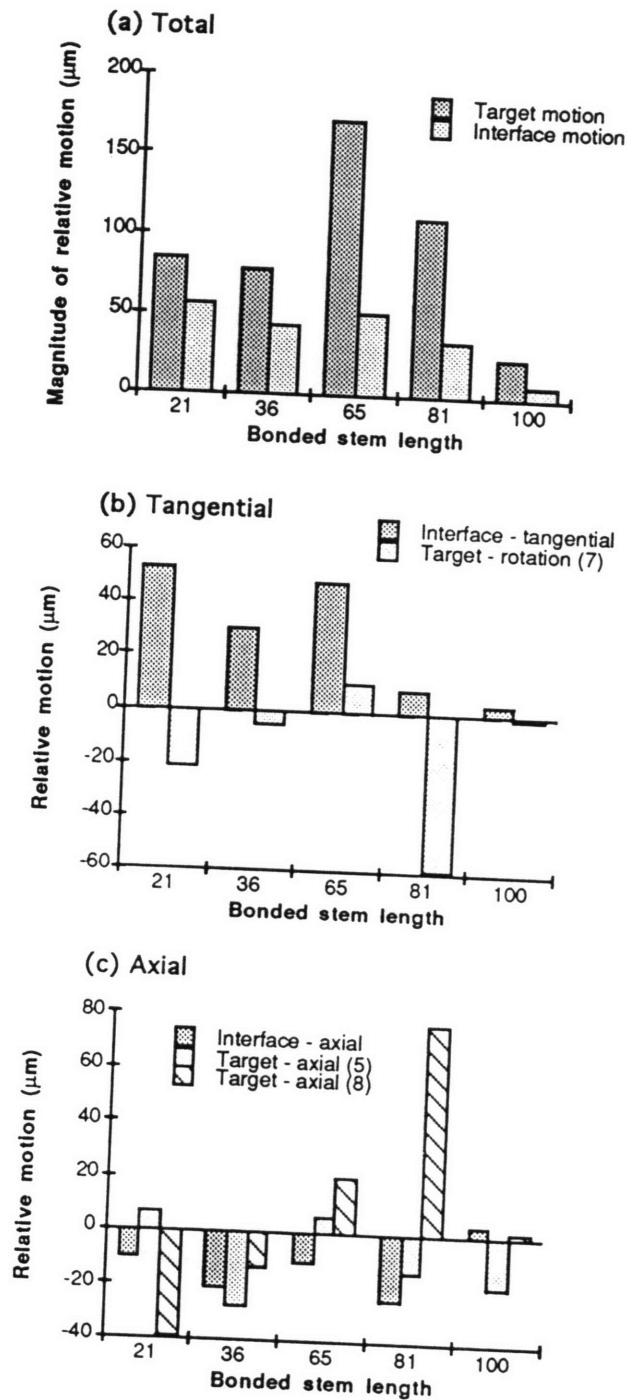 (a) Total
Magnitude of relative motion (µm)
200
150
100
50
0
Target motion
Interface motion
21 36 65 81 100
Bonded stem length
(b) Tangential
Relative motion (µm)
60
40
20
0
-20
-40
-60
Interface - tangential
Target - rotation (7)
21 36 65 81 100
Bonded stem length
(c) Axial
Relative motion (µm)
80
60
40
20
0
-20
-40
Interface - axial
Target - axial (5)
Target - axial (8)
21 36 65 81 100
Bonded stem length